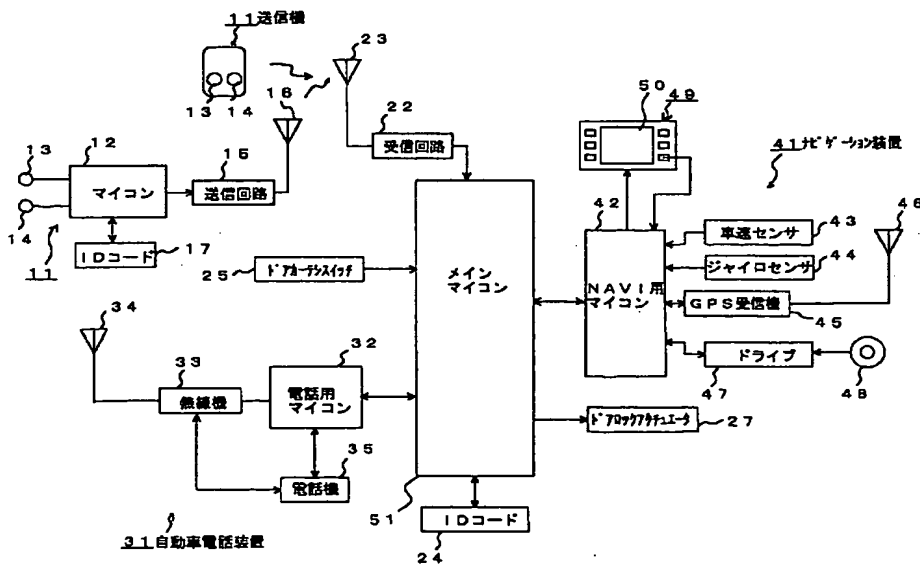 11送信機
13 14
16
23
22
受信回路
50
49
41ナビゲーション装置
12
13
マイコン
14
11
15
送信回路
IDコード
17
25
ドアカーテシスイッチ
メイン
マイコン
42
NAVI用
マイコン
車速センサ
43
ジャイロセンサ
44
GPS受信機
45
46
ドライブ
47
48
34
33
無線機
32
電話用
マイコン
35
電話機
ドアロックアクチュエータ
27
51
IDコード
24
31自動車電話装置